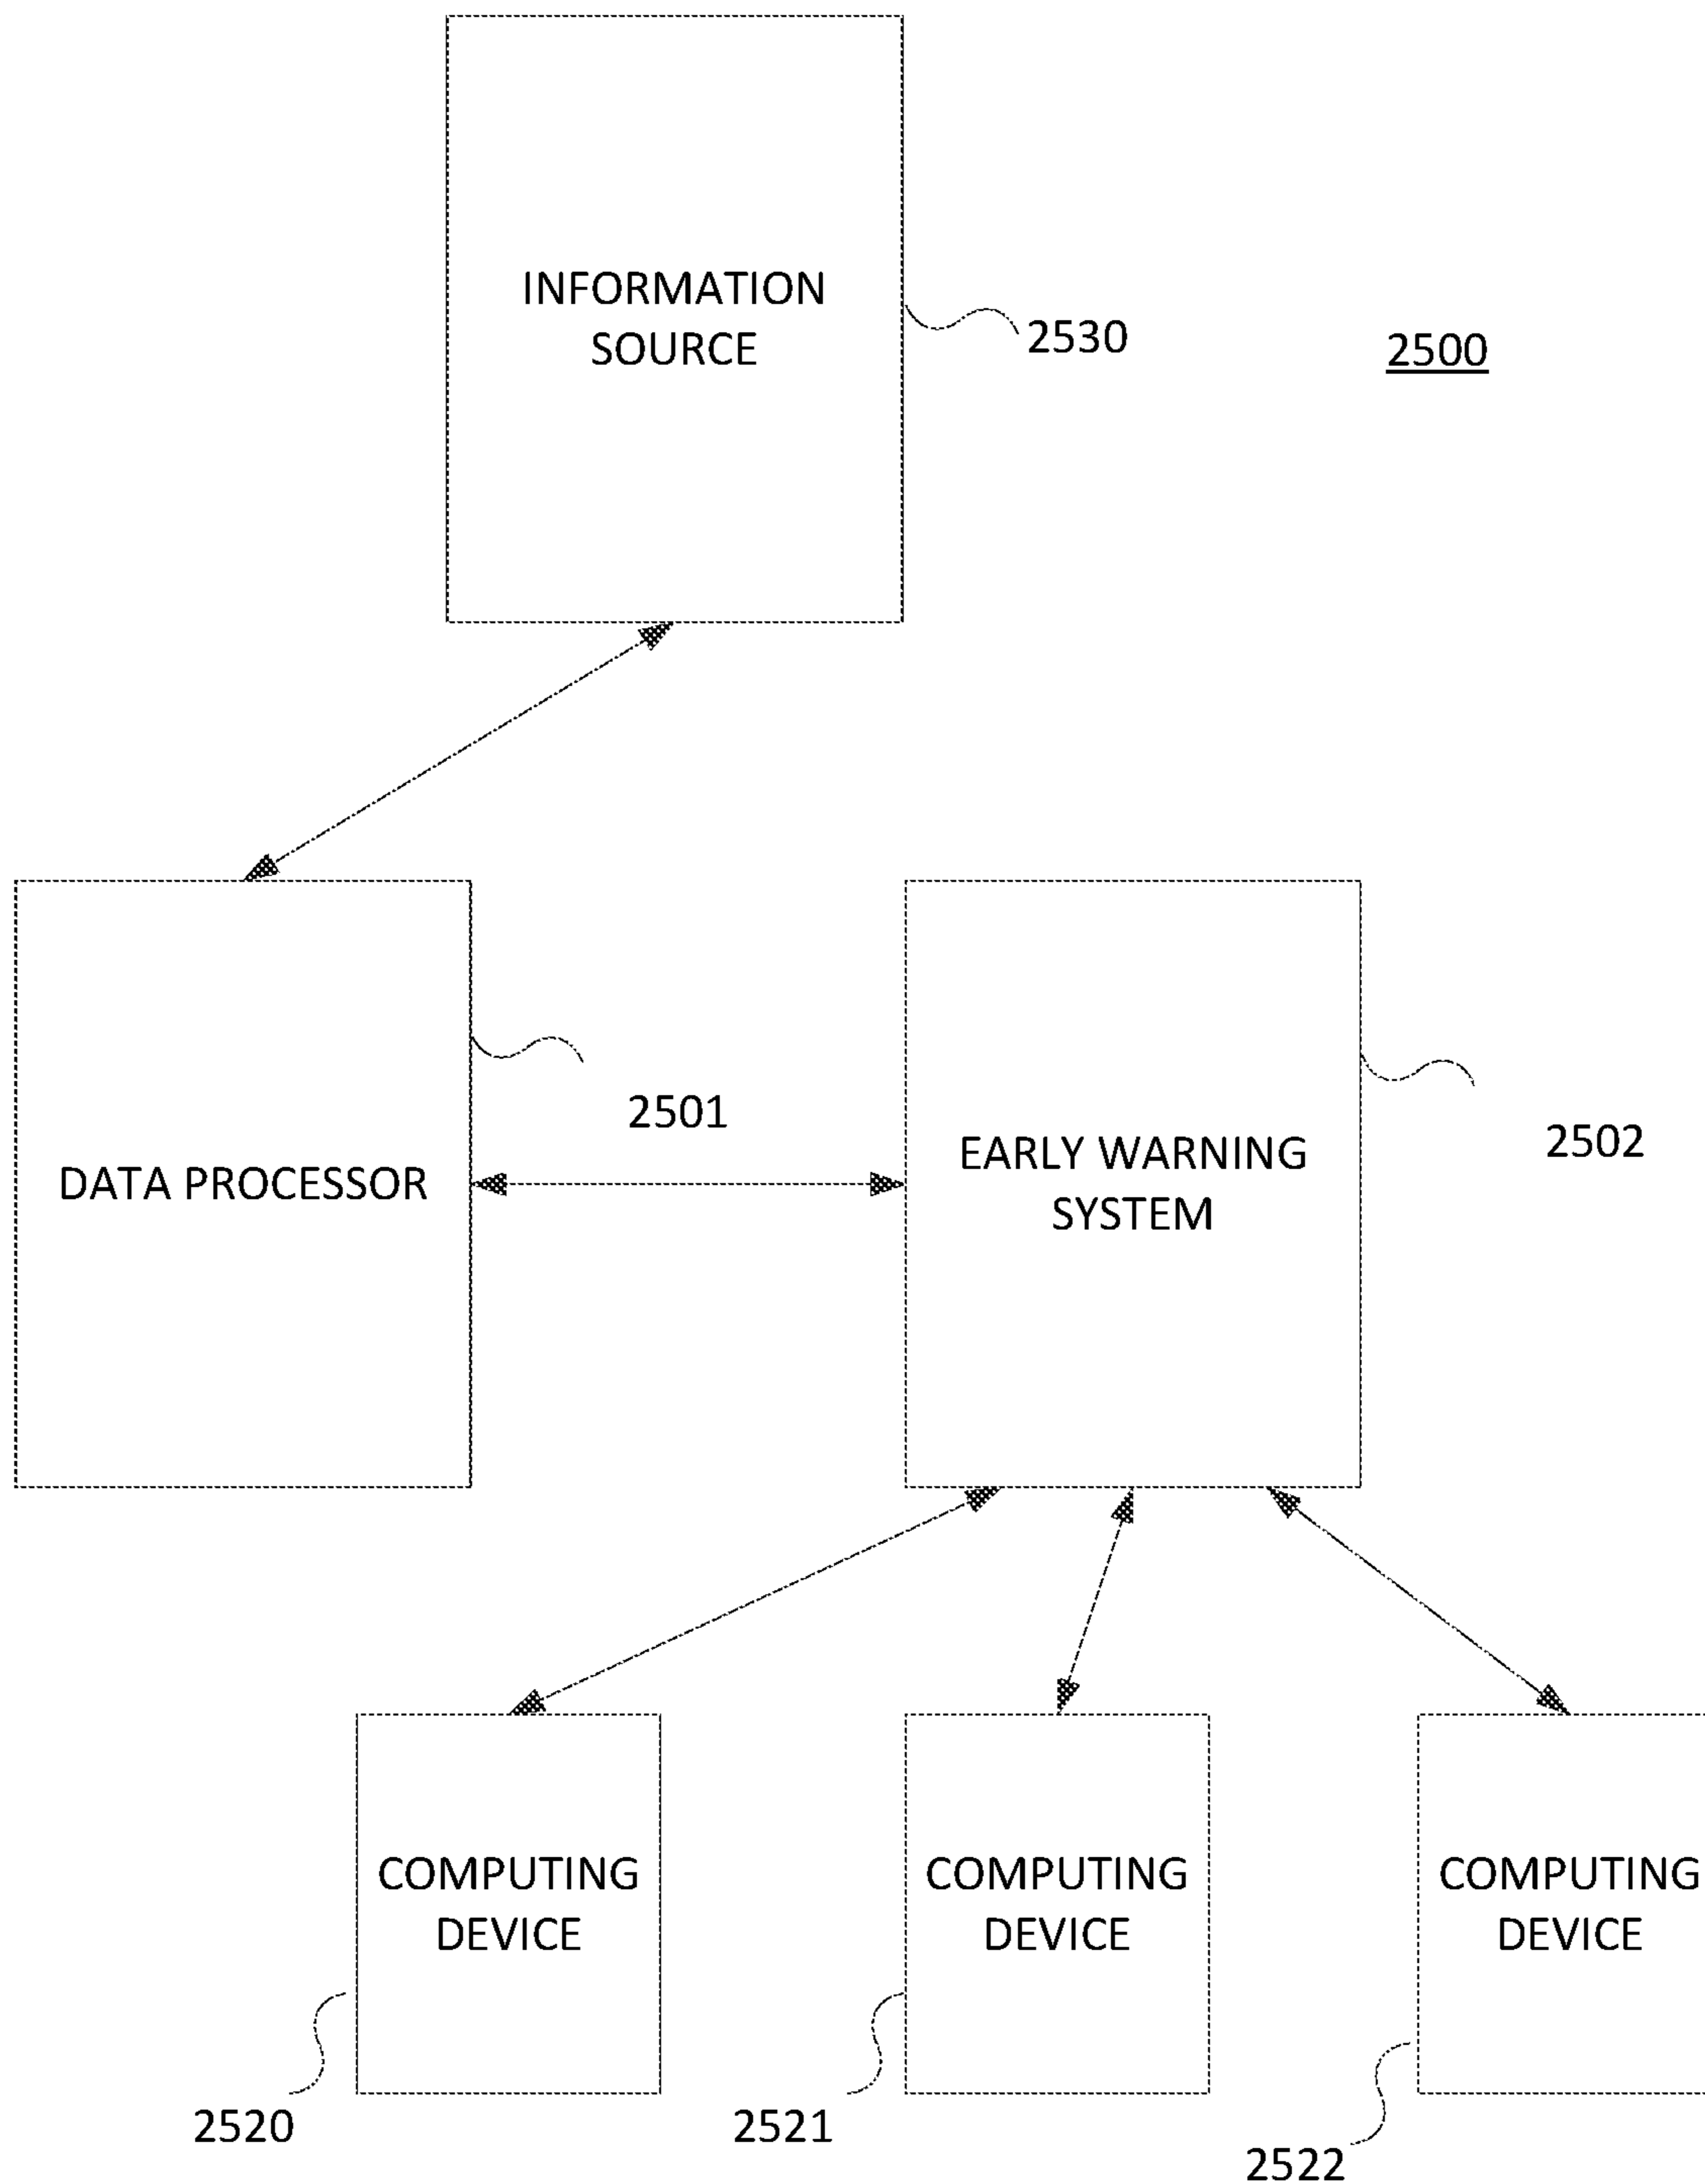 INFORMATION
SOURCE
2530
2500
2501
DATA PROCESSOR
EARLY WARNING
SYSTEM
2502
COMPUTING
DEVICE
COMPUTING
DEVICE
COMPUTING
DEVICE
2520
2521
2522